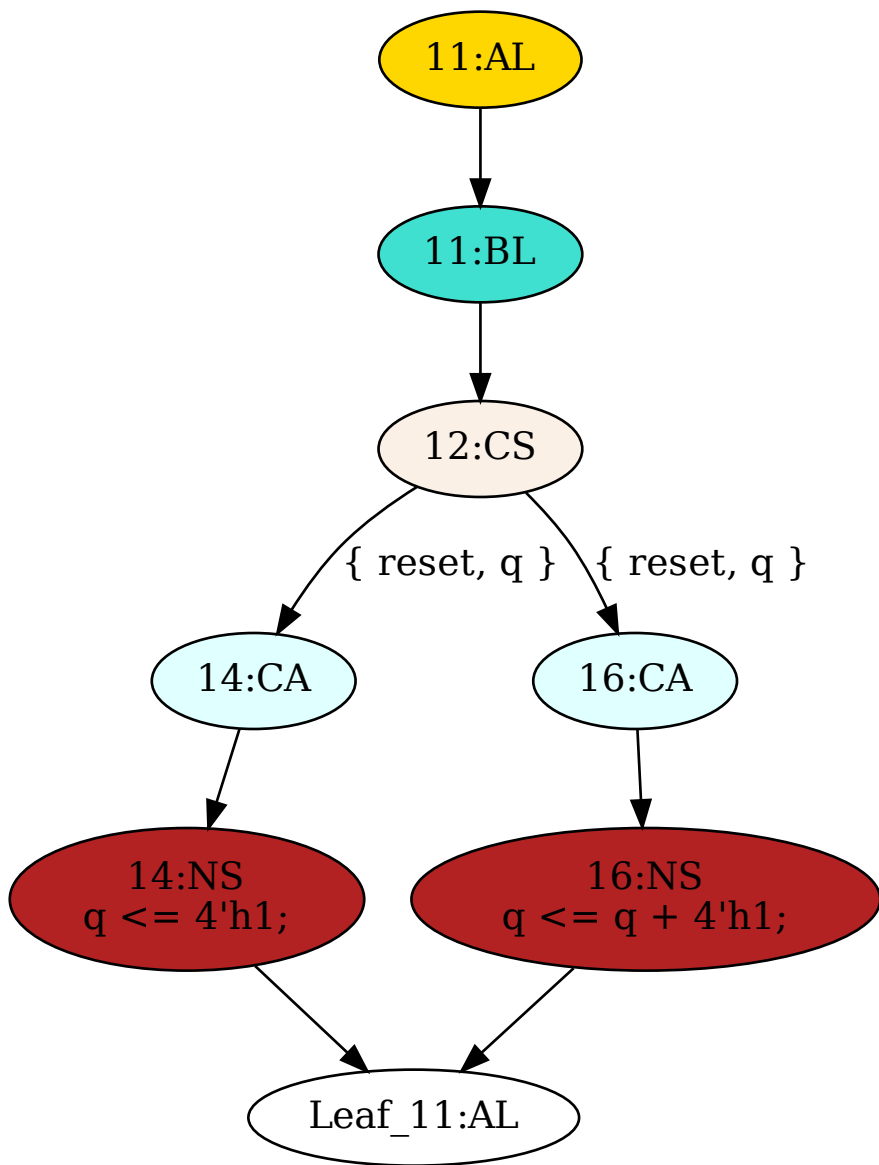 11:AL
11:BL
12:CS
{ reset, q }
{ reset, q }
14:CA
16:CA
14:NS
q <= 4'h1;
16:NS
q <= q + 4'h1;
Leaf_11:AL